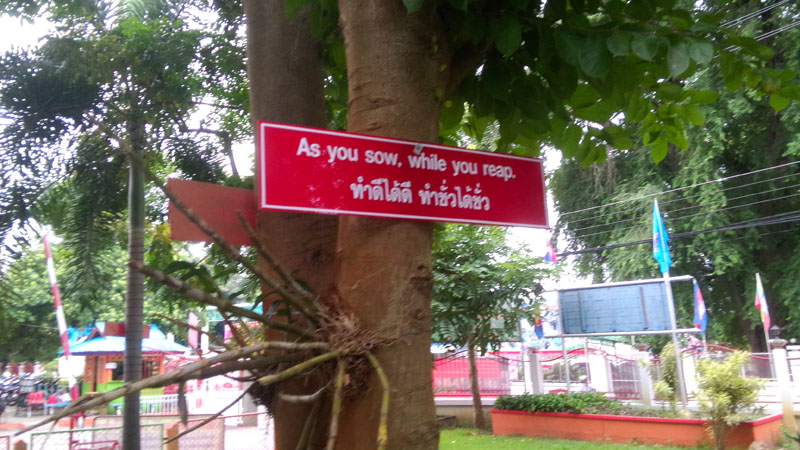 As you sow, while you reap.
ทำดีได้ดี ทำชั่วได้ชั่ว